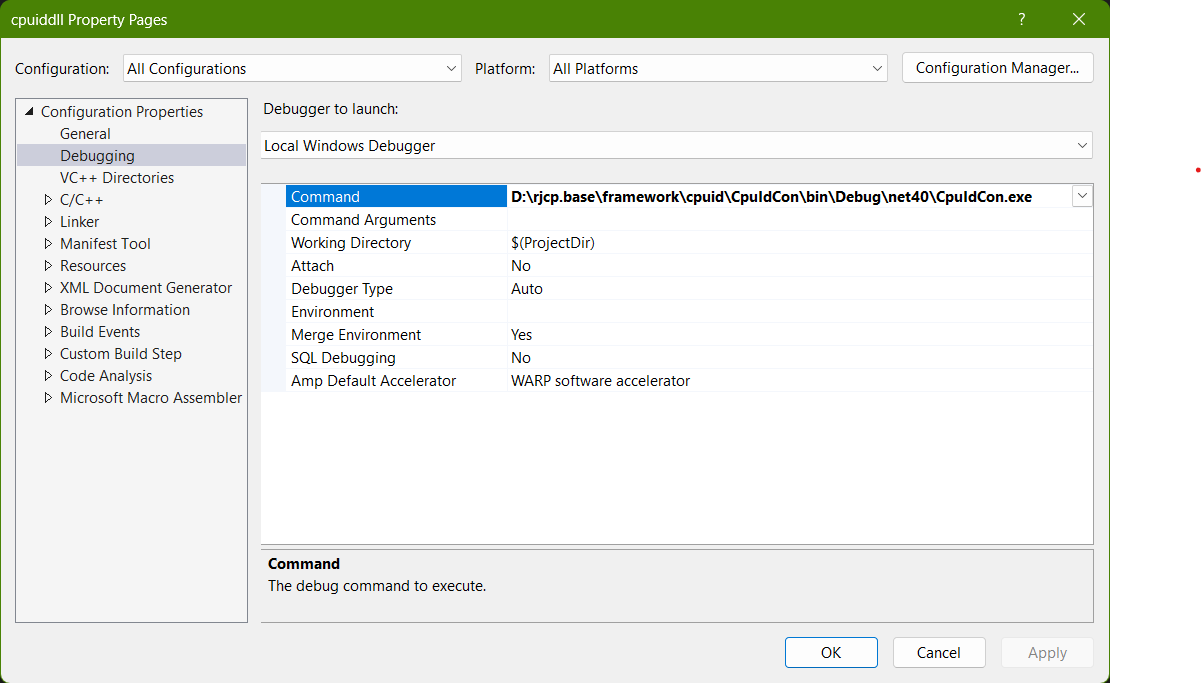 cpuiddll Property Pages
?
Configuration: All Configurations Platform: All Platforms Configuration Manager...
Configuration Properties
General
Debugging
VC++ Directories
C/C++
Linker
Manifest Tool
Resources
XML Document Generator
Browse Information
Build Events
Custom Build Step
Code Analysis
Microsoft Macro Assembler
Debugger to launch:
Local Windows Debugger
Command D:\rjcp.base\framework\cpuid\CpuIdCon\bin\Debug\net40\CpuIdCon.exe
Command Arguments
Working Directory $(ProjectDir)
Attach No
Debugger Type Auto
Environment
Merge Environment Yes
SQL Debugging No
Amp Default Accelerator WARP software accelerator
Command
The debug command to execute.
OK Cancel Apply